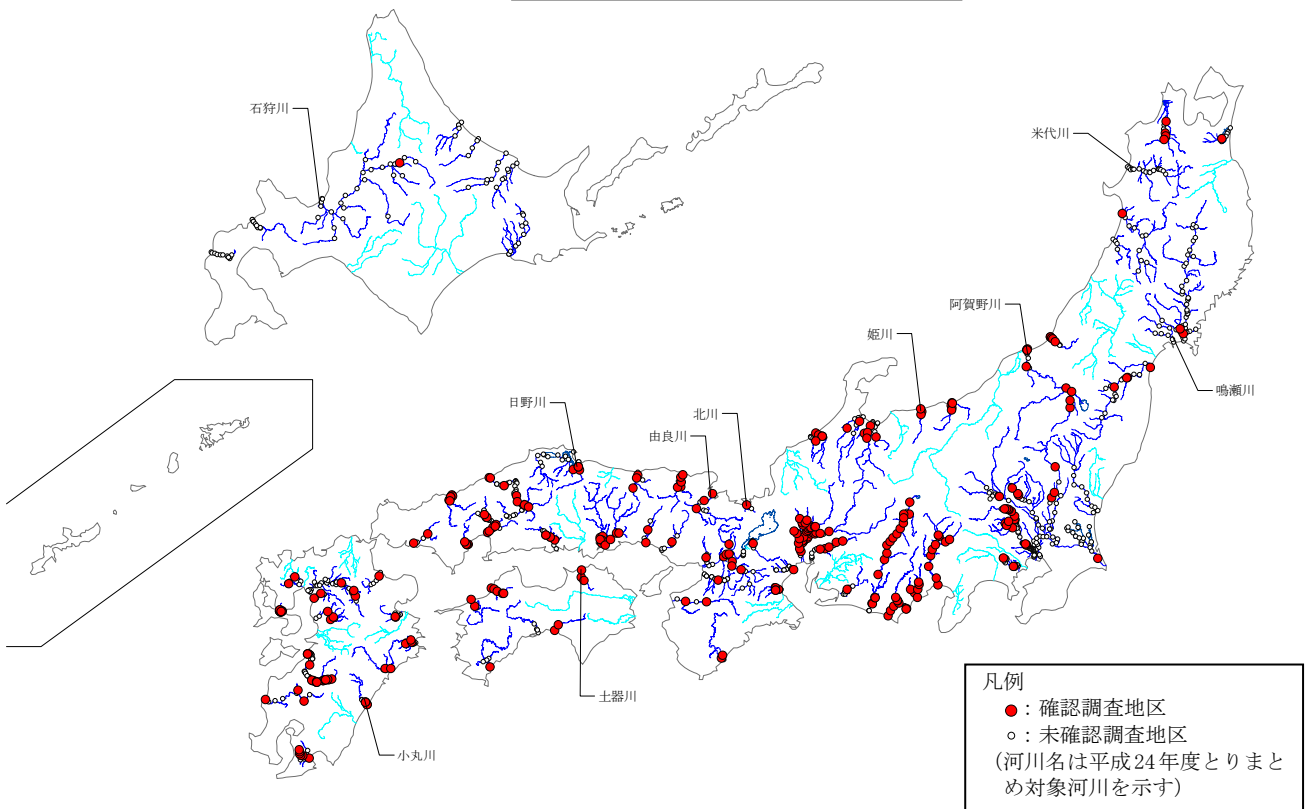 石狩川
米代川
阿賀野川
姫川
鳴瀬川
日野川
北川
由良川
土器川
小丸川
凡例
：確認調査地区
：未確認調査地区
(河川名は平成24年度とりまと
め対象河川を示す)